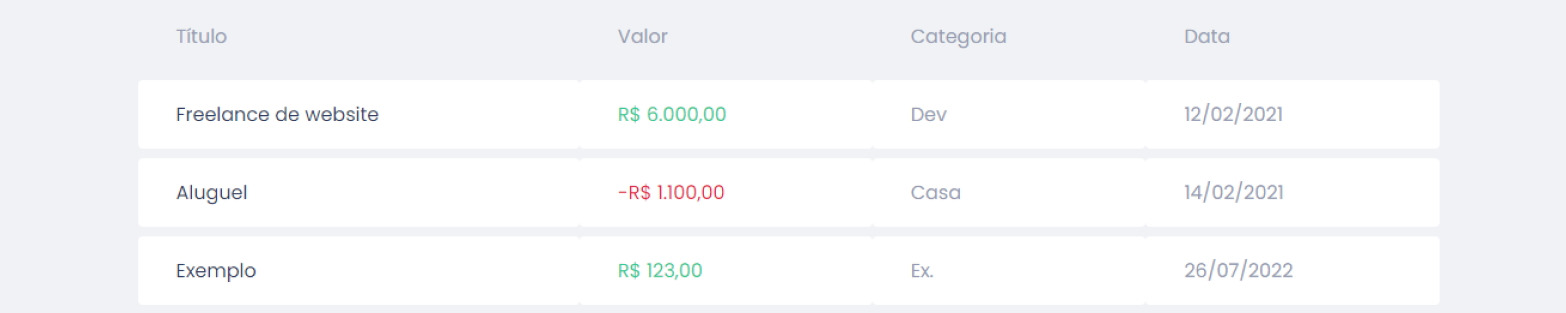 Título Valor Categoria Data
Freelance de website R$ 6.000,00 Dev 12/02/2021
Aluguel -R$ 1.100,00 Casa 14/02/2021
Exemplo R$ 123,00 Ex. 26/07/2022